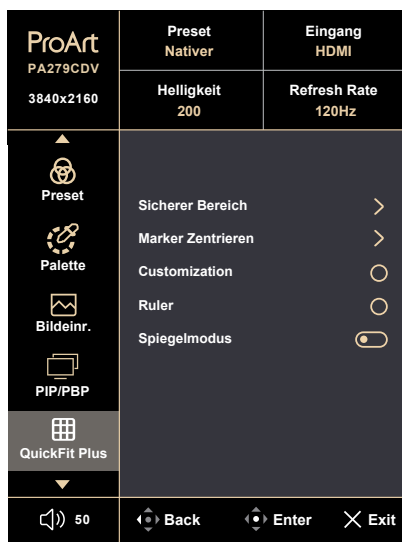 ProArt
PA279CDV
3840x2160
Preset
Nativer
Eingang
HDMI
Helligkeit
200
Refresh Rate
120Hz
Preset
Palette
Bildeinr.
PIP/PBP
QuickFit Plus
Sicherer Bereich
Marker Zentrieren
Customization
Ruler
Spiegelmodus
50
Back
Enter
Exit